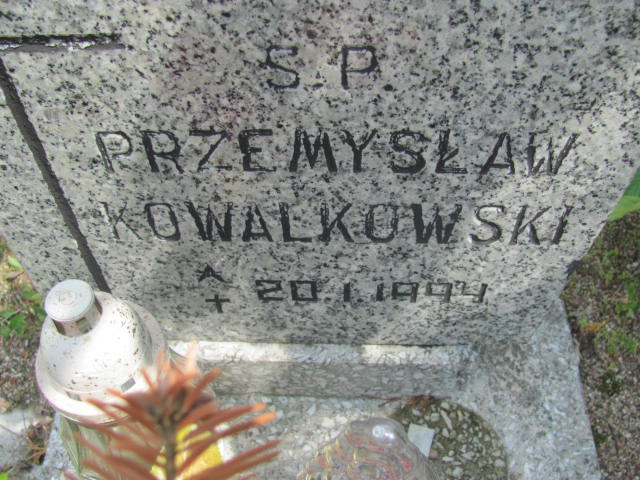 S.P.
PRZEMYSŁAW
KOWALKOWSKI
20.1.1994